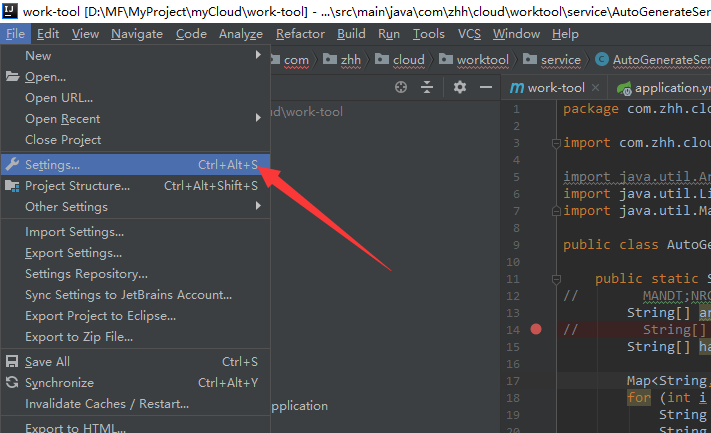 work-tool [D:\MF\MyProject\myCloud\work-tool] - ...\src\main\java\com\zhh\cloud\worktool\service\AutoGenerateSer
File Edit View Navigate Code Analyze Refactor Build Run Tools VCS Window Help
com zhh cloud worktool service AutoGenerateSer
New
Open...
Open URL...
Open Recent
Close Project
Settings... Ctrl+Alt+S
Project Structure... Ctrl+Alt+Shift+S
Other Settings
Import Settings...
Export Settings...
Settings Repository...
Sync Settings to JetBrains Account...
Export Project to Eclipse...
Export to Zip File...
Save All Ctrl+S
Synchronize Ctrl+Alt+Y
Invalidate Caches / Restart...
Export to HTML...
oud\work-tool
pplication
work-tool application.yr
1 package com.zhh.clo
2
3 import com.zhh.clou
4
5 import java.util.Ar
6 import java.util.Li
7 import java.util.Ma
8
9 public class AutoGe
10
11 public static S
12 // MANDT;NRC
13 String[] ar
14 // String[]
15 String[] ha
16
17 Map<String,
18 for (int i
19 String
20 String